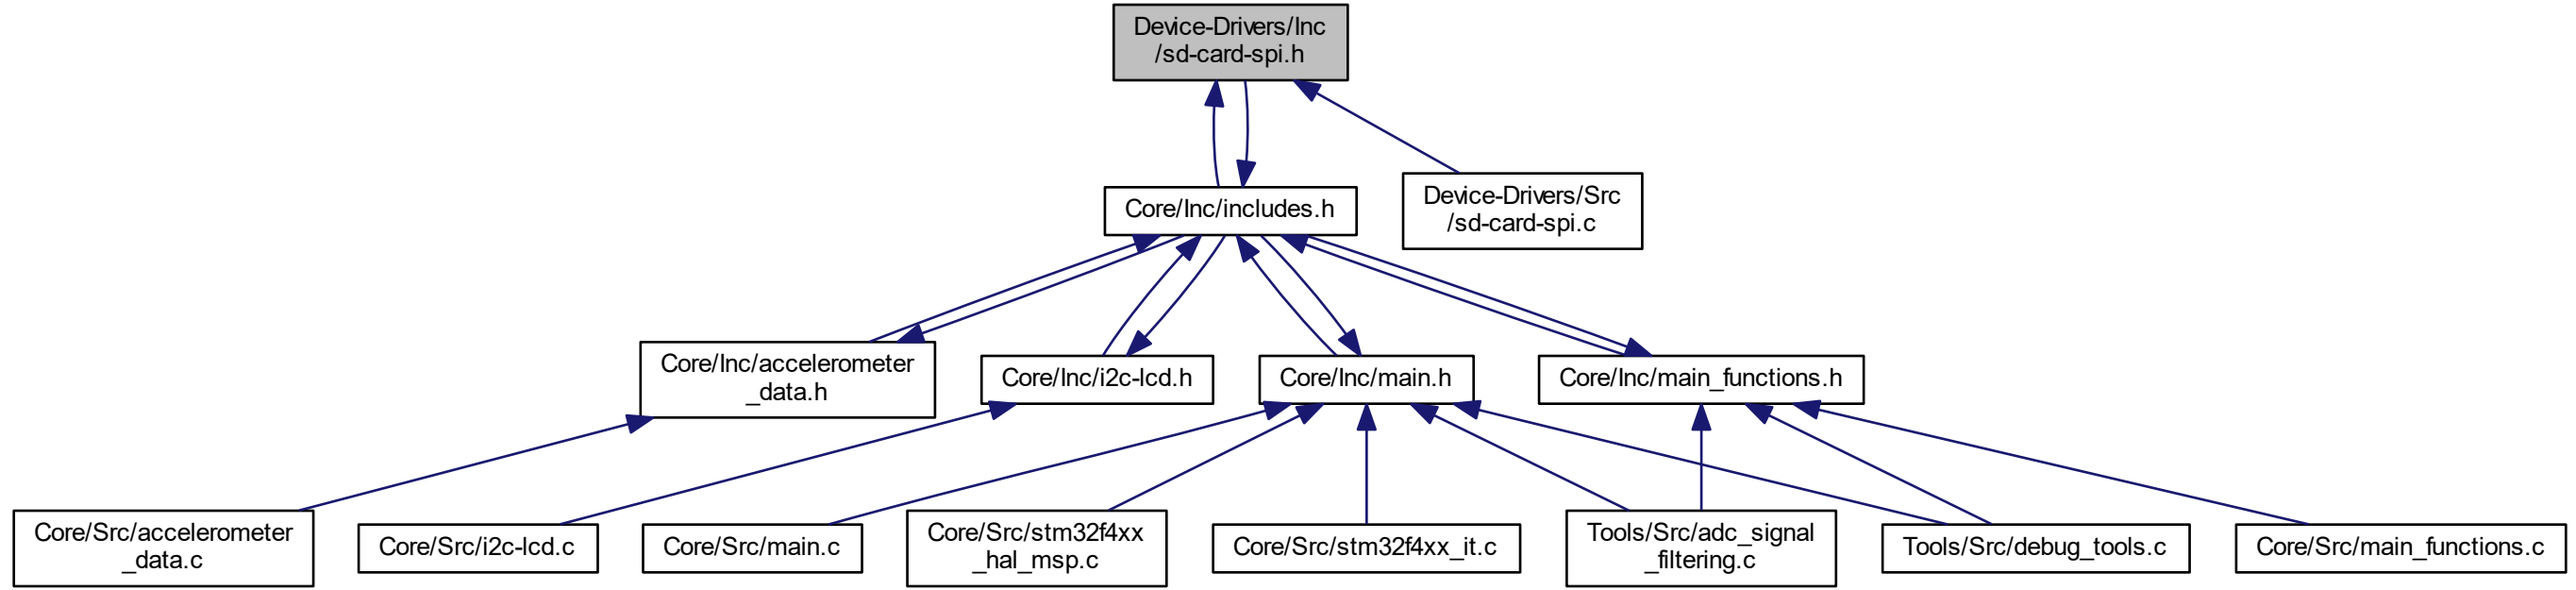 Device-Drivers/Inc
/sd-card-spi.h
Core/Inc/includes.h
Device-Drivers/Src
/sd-card-spi.c
Core/Inc/accelerometer
_data.h
Core/Inc/i2c-lcd.h
Core/Inc/main.h
Core/Inc/main_functions.h
Core/Src/accelerometer
_data.c
Core/Src/i2c-lcd.c
Core/Src/main.c
Core/Src/stm32f4xx
_hal_msp.c
Core/Src/stm32f4xx_it.c
Tools/Src/adc_signal
_filtering.c
Tools/Src/debug_tools.c
Core/Src/main_functions.c